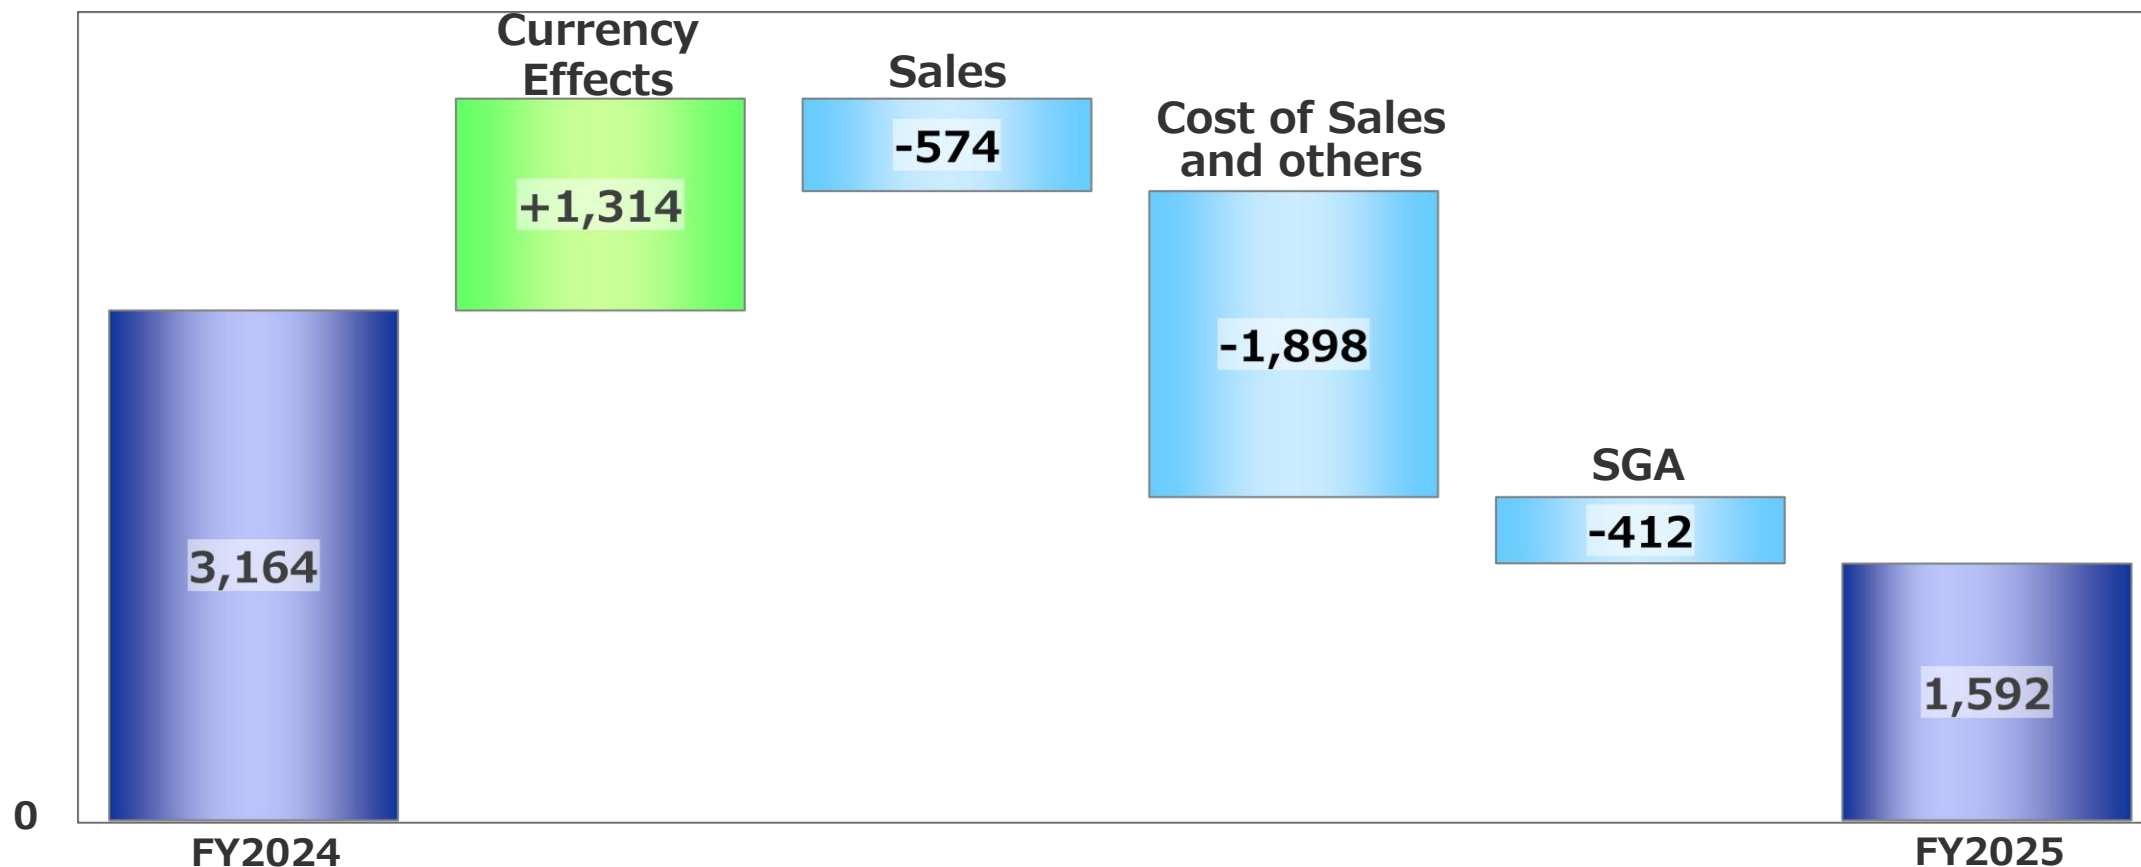 Currency
Effects
+1,314
Sales
-574
Cost of Sales
and others
-1,898
SGA
-412
3,164
1,592
0
FY2024
FY2025